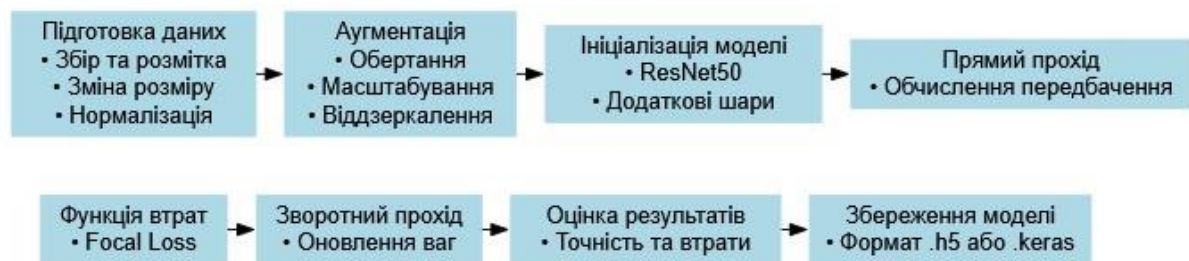 Підготовка даних
• Збір та розмітка
• Зміна розміру
• Нормалізація
Аугментація
• Обертання
• Масштабування
• Віддзеркалення
Ініціалізація моделі
• ResNet50
• Додаткові шари
Прямий прохід
• Обчислення передбачення
Функція втрат
• Focal Loss
Зворотний прохід
• Оновлення ваг
Оцінка результатів
• Точність та втрати
Збереження моделі
• Формат .h5 або .keras